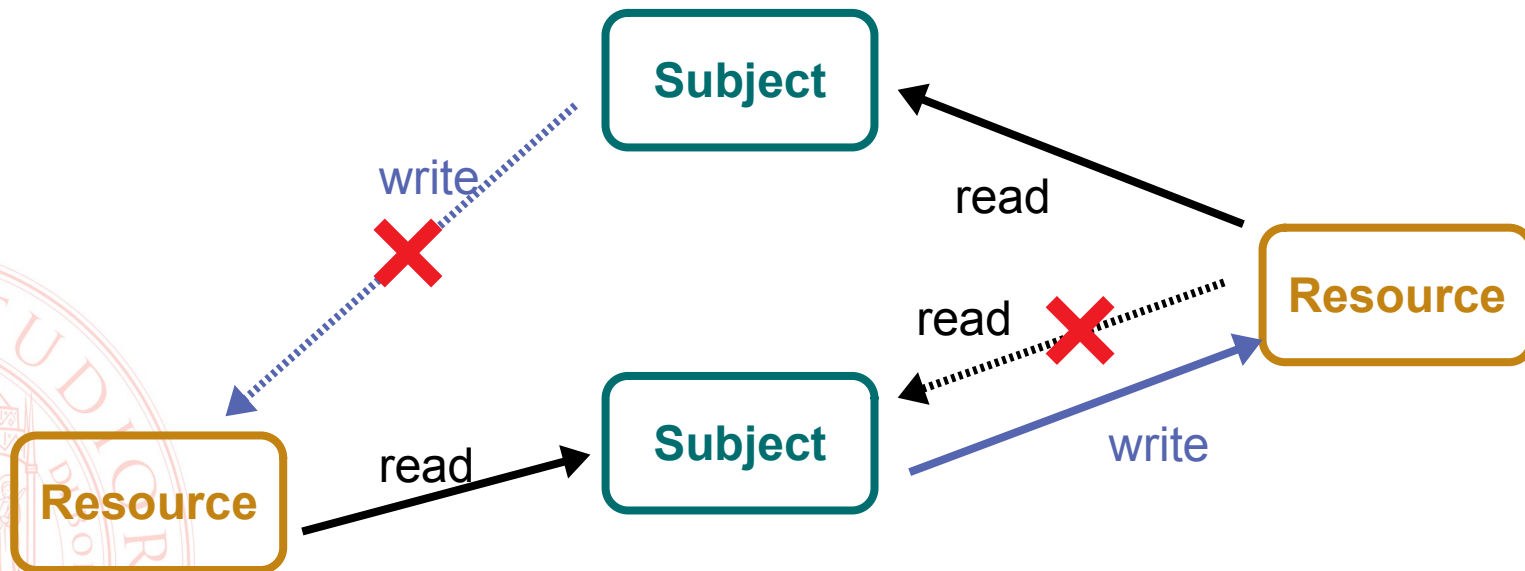 Subject
write
read
Resource
read
Subject
write
read
Resource